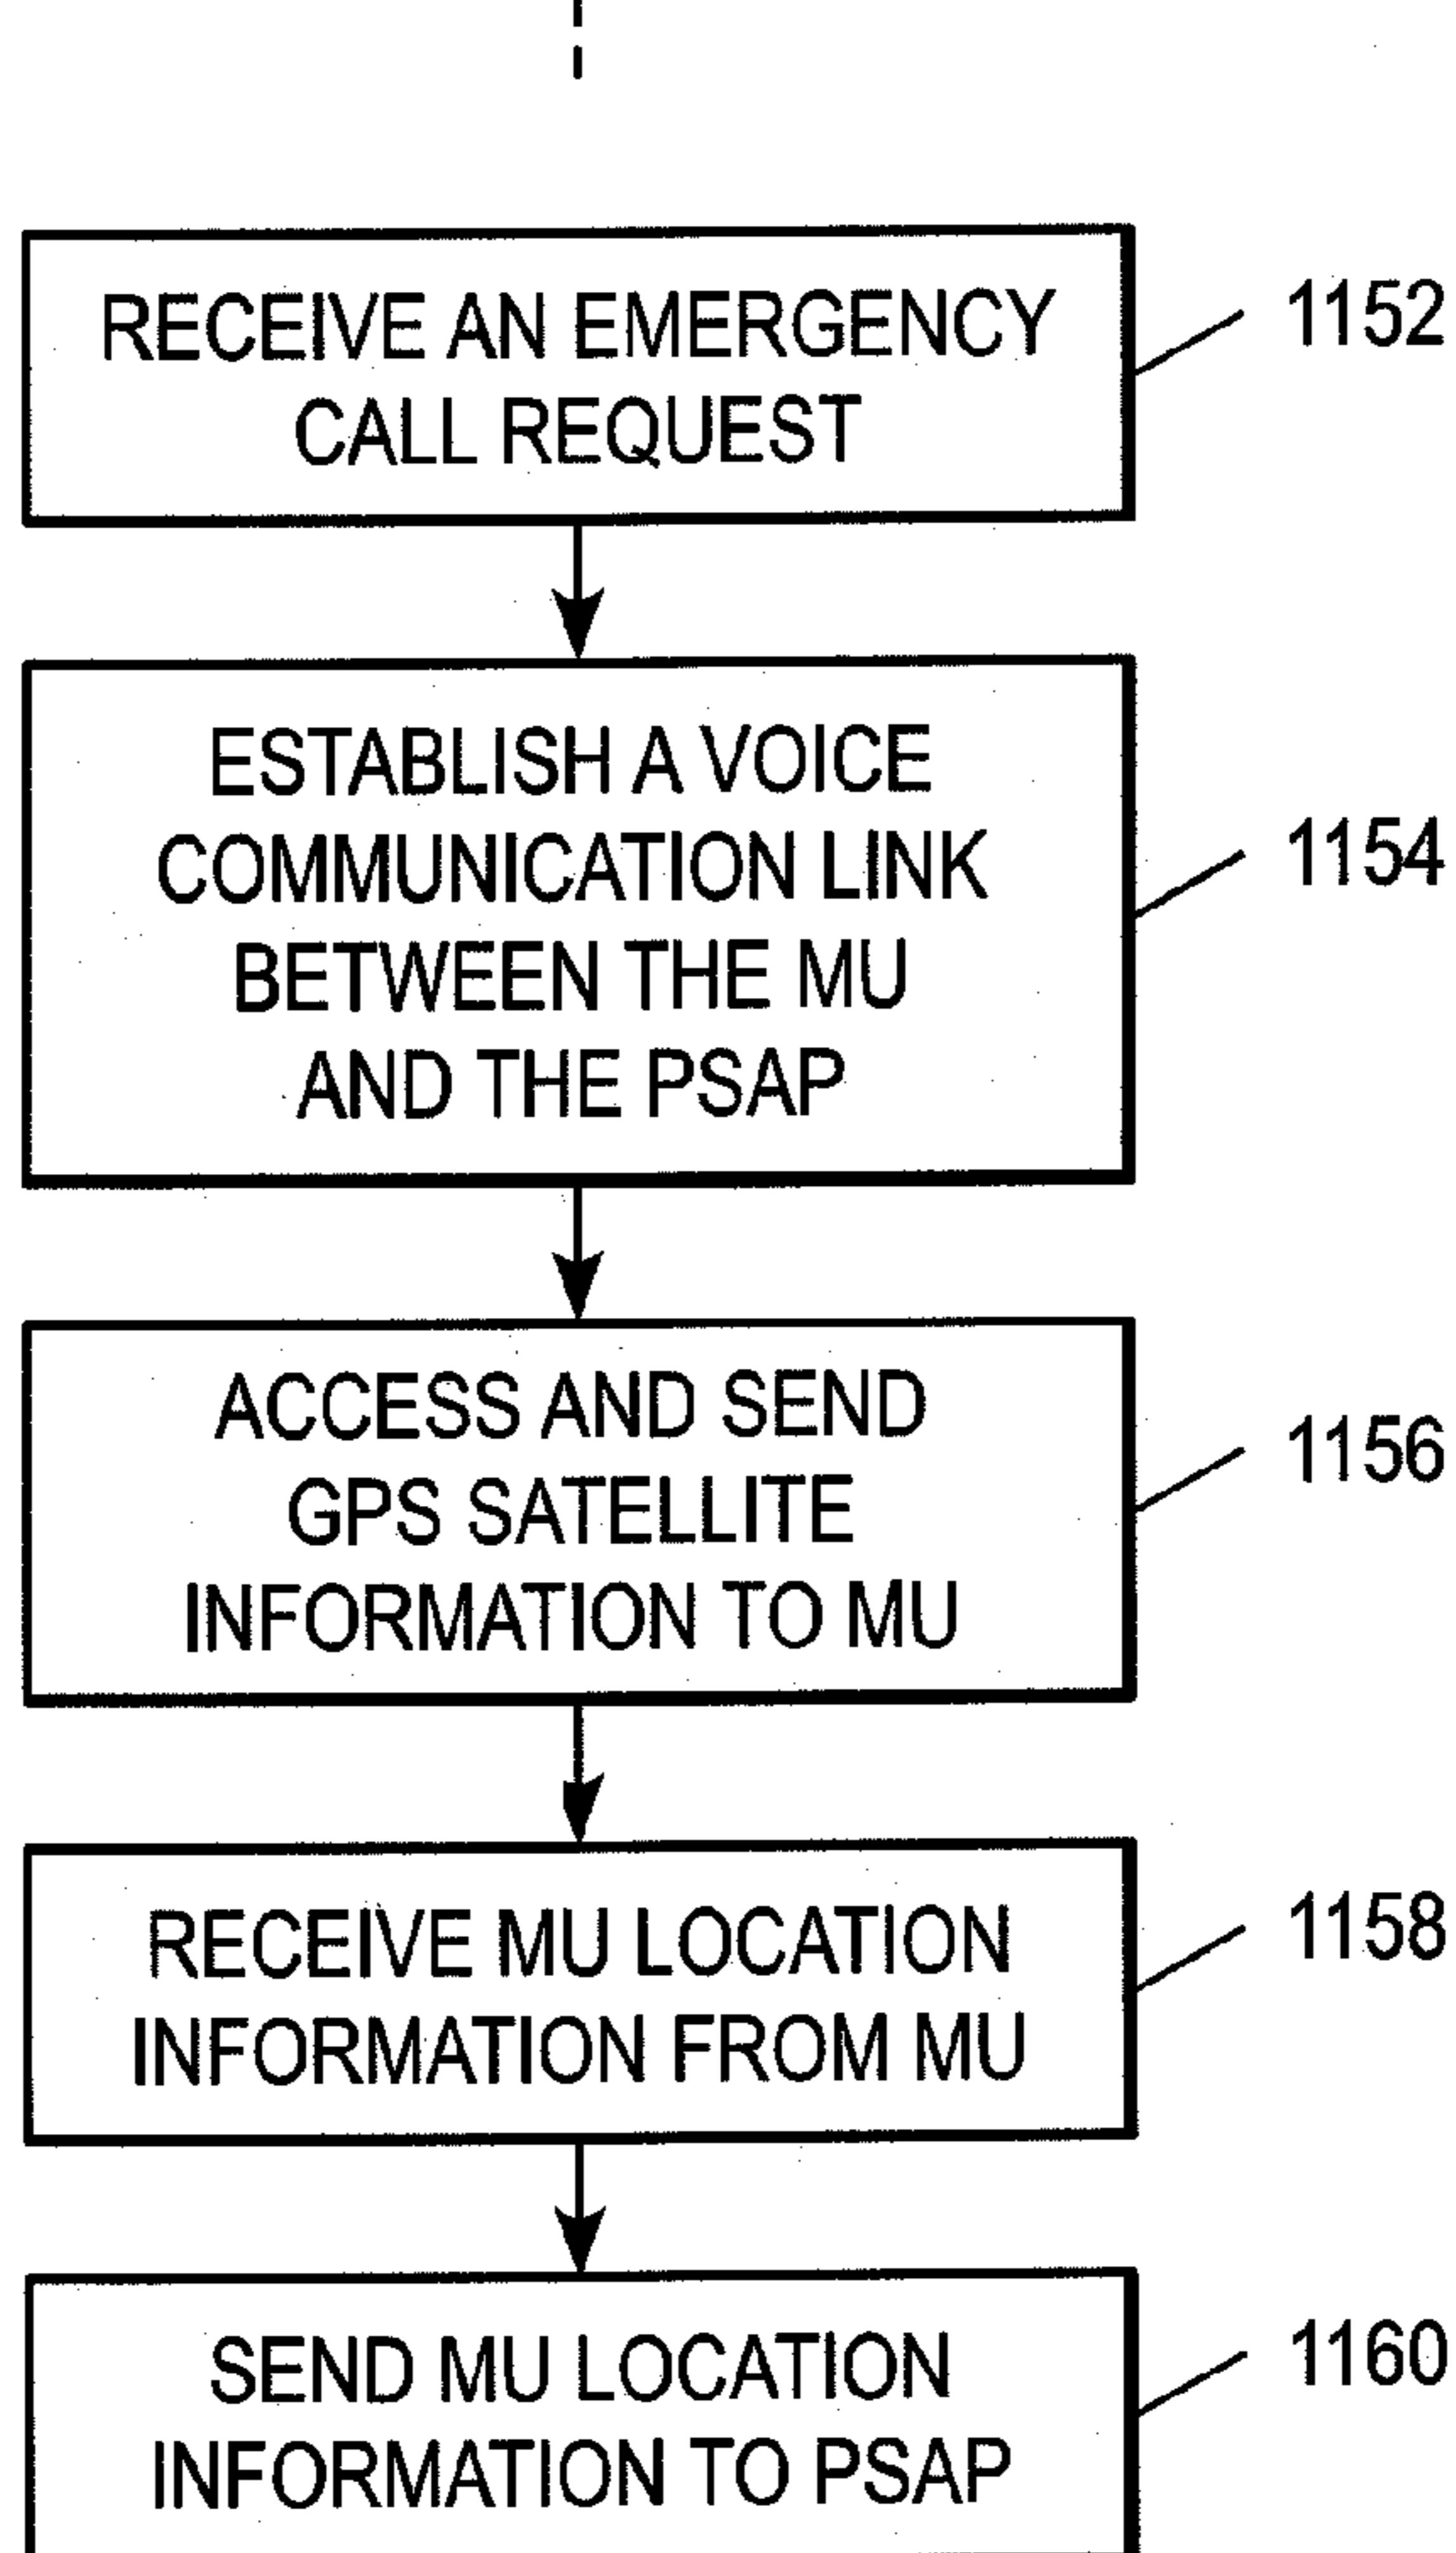 RECEIVE AN EMERGENCY
CALL REQUEST
1152
ESTABLISH A VOICE
COMMUNICATION LINK
BETWEEN THE MU
AND THE PSAP
1154
ACCESS AND SEND
GPS SATELLITE
INFORMATION TO MU
1156
RECEIVE MU LOCATION
INFORMATION FROM MU
1158
SEND MU LOCATION
INFORMATION TO PSAP
1160